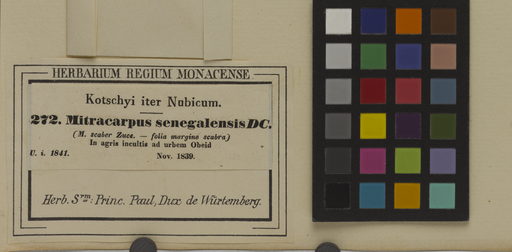 HERBARIUM REGIUM MONACENSE
Kotschyi iter Nubicum.
272. Mitracarpus senegalensis DC.
(M. scaber Zucc. — folia margine scabra)
In agris incultis ad urbem Obeid
U. i. 1841. Nov. 1839.
Herb. S.rm: Princ. Paul, Dux de Würtemberg.